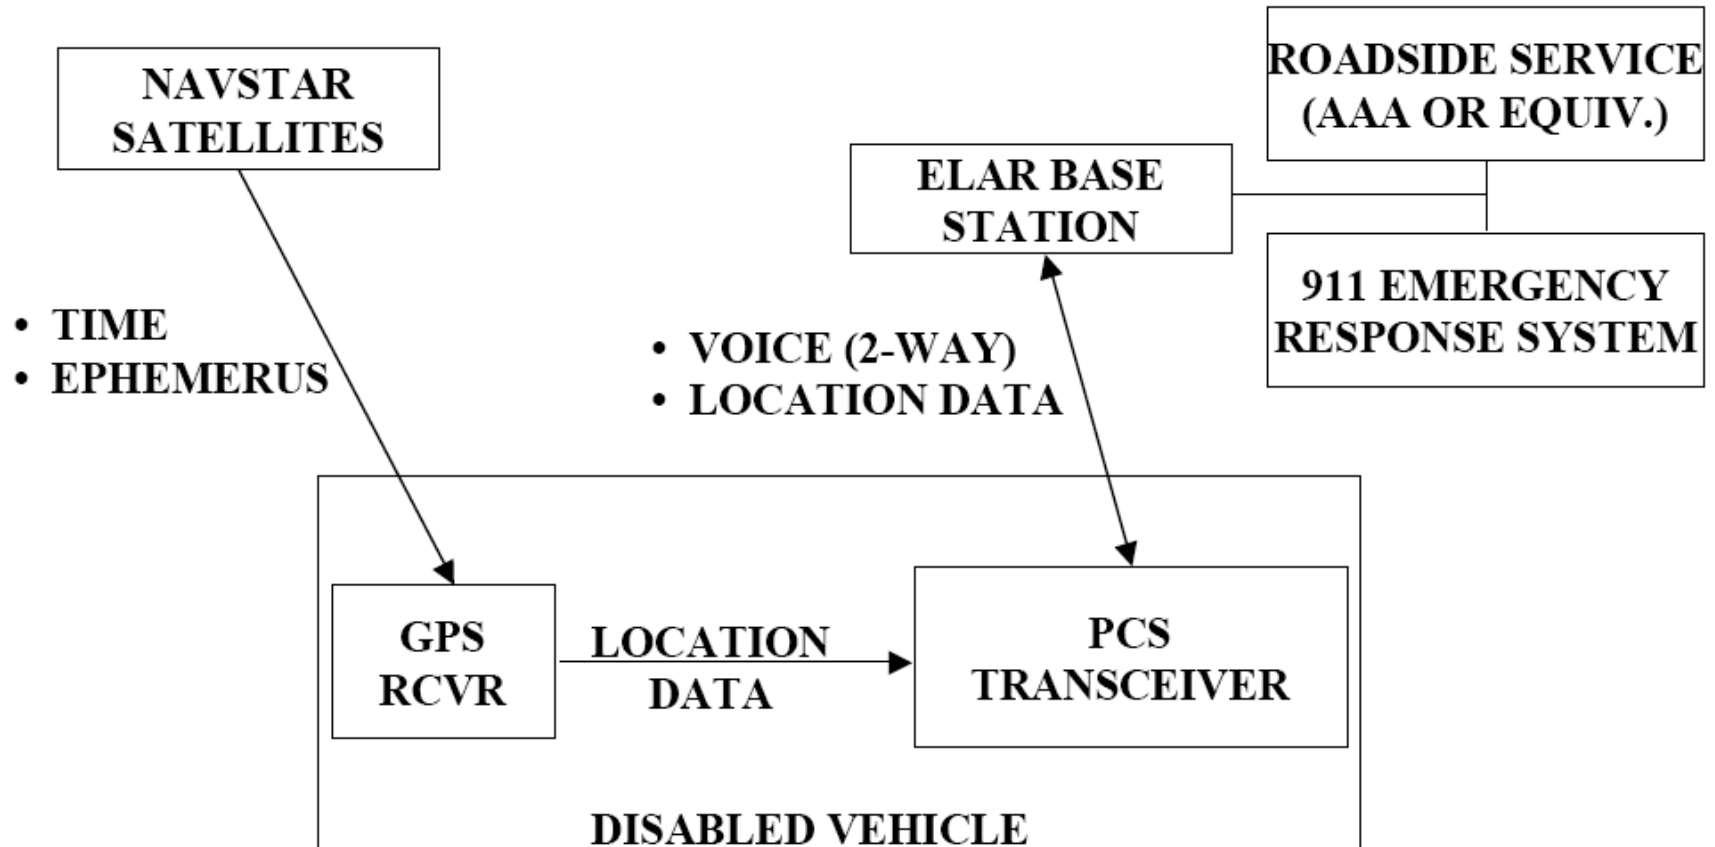 NAVSTAR
SATELLITES
ROADSIDE SERVICE
(AAA OR EQUIV.)
ELAR BASE
STATION
911 EMERGENCY
RESPONSE SYSTEM
• TIME
• EPHEMERUS
• VOICE (2-WAY)
• LOCATION DATA
GPS
RCVR
LOCATION
DATA
PCS
TRANSCEIVER
DISABLED VEHICLE